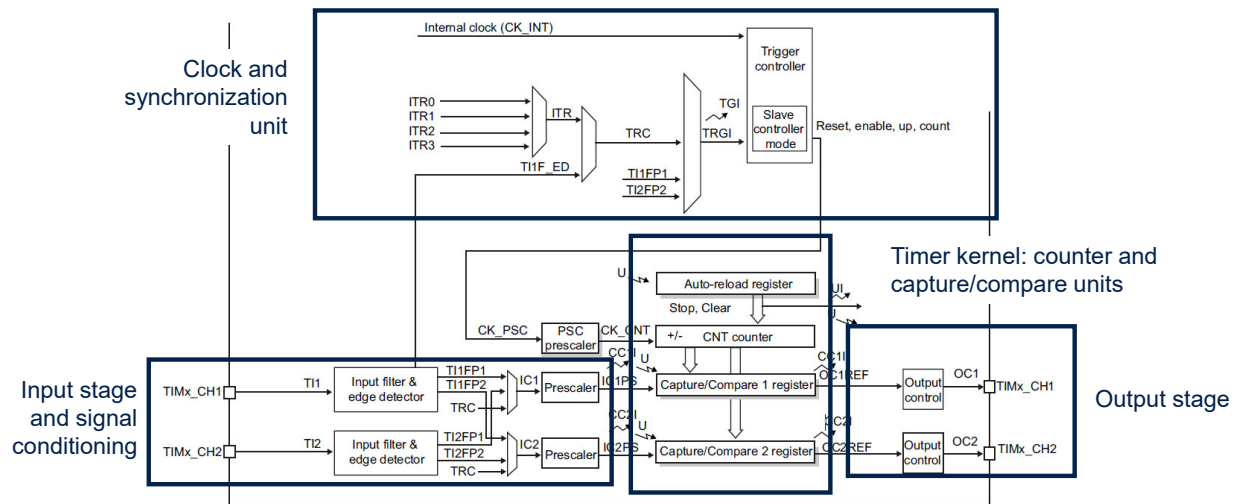 Internal clock (CK_INT)
Trigger
controller
Clock and
synchronization
unit
ITR0
ITR1
ITR2
ITR3
ITR
TI1F_ED
TRC
TI1FP1
TI2FP2
TGI
TRGI
Slave
controller
mode
Reset, enable, up, count
Timer kernel: counter and
capture/compare units
U
Auto-reload register
UI
Stop, Clear
U
CK_PSC
PSC
prescaler
CK_CNT
+/-
CNT counter
Input stage
and signal
conditioning
TIMx_CH1
TI1
Input filter &
edge detector
TI1FP1
TI1FP2
TRC
IC1
Prescaler
CC1I
IC1PS
U
Capture/Compare 1 register
CC1I
OC1REF
Output
control
OC1
TIMx_CH1
Output stage
TIMx_CH2
TI2
Input filter &
edge detector
TI2FP1
TI2FP2
TRC
IC2
Prescaler
CC2I
IC2PS
U
Capture/Compare 2 register
CC2I
OC2REF
Output
control
OC2
TIMx_CH2